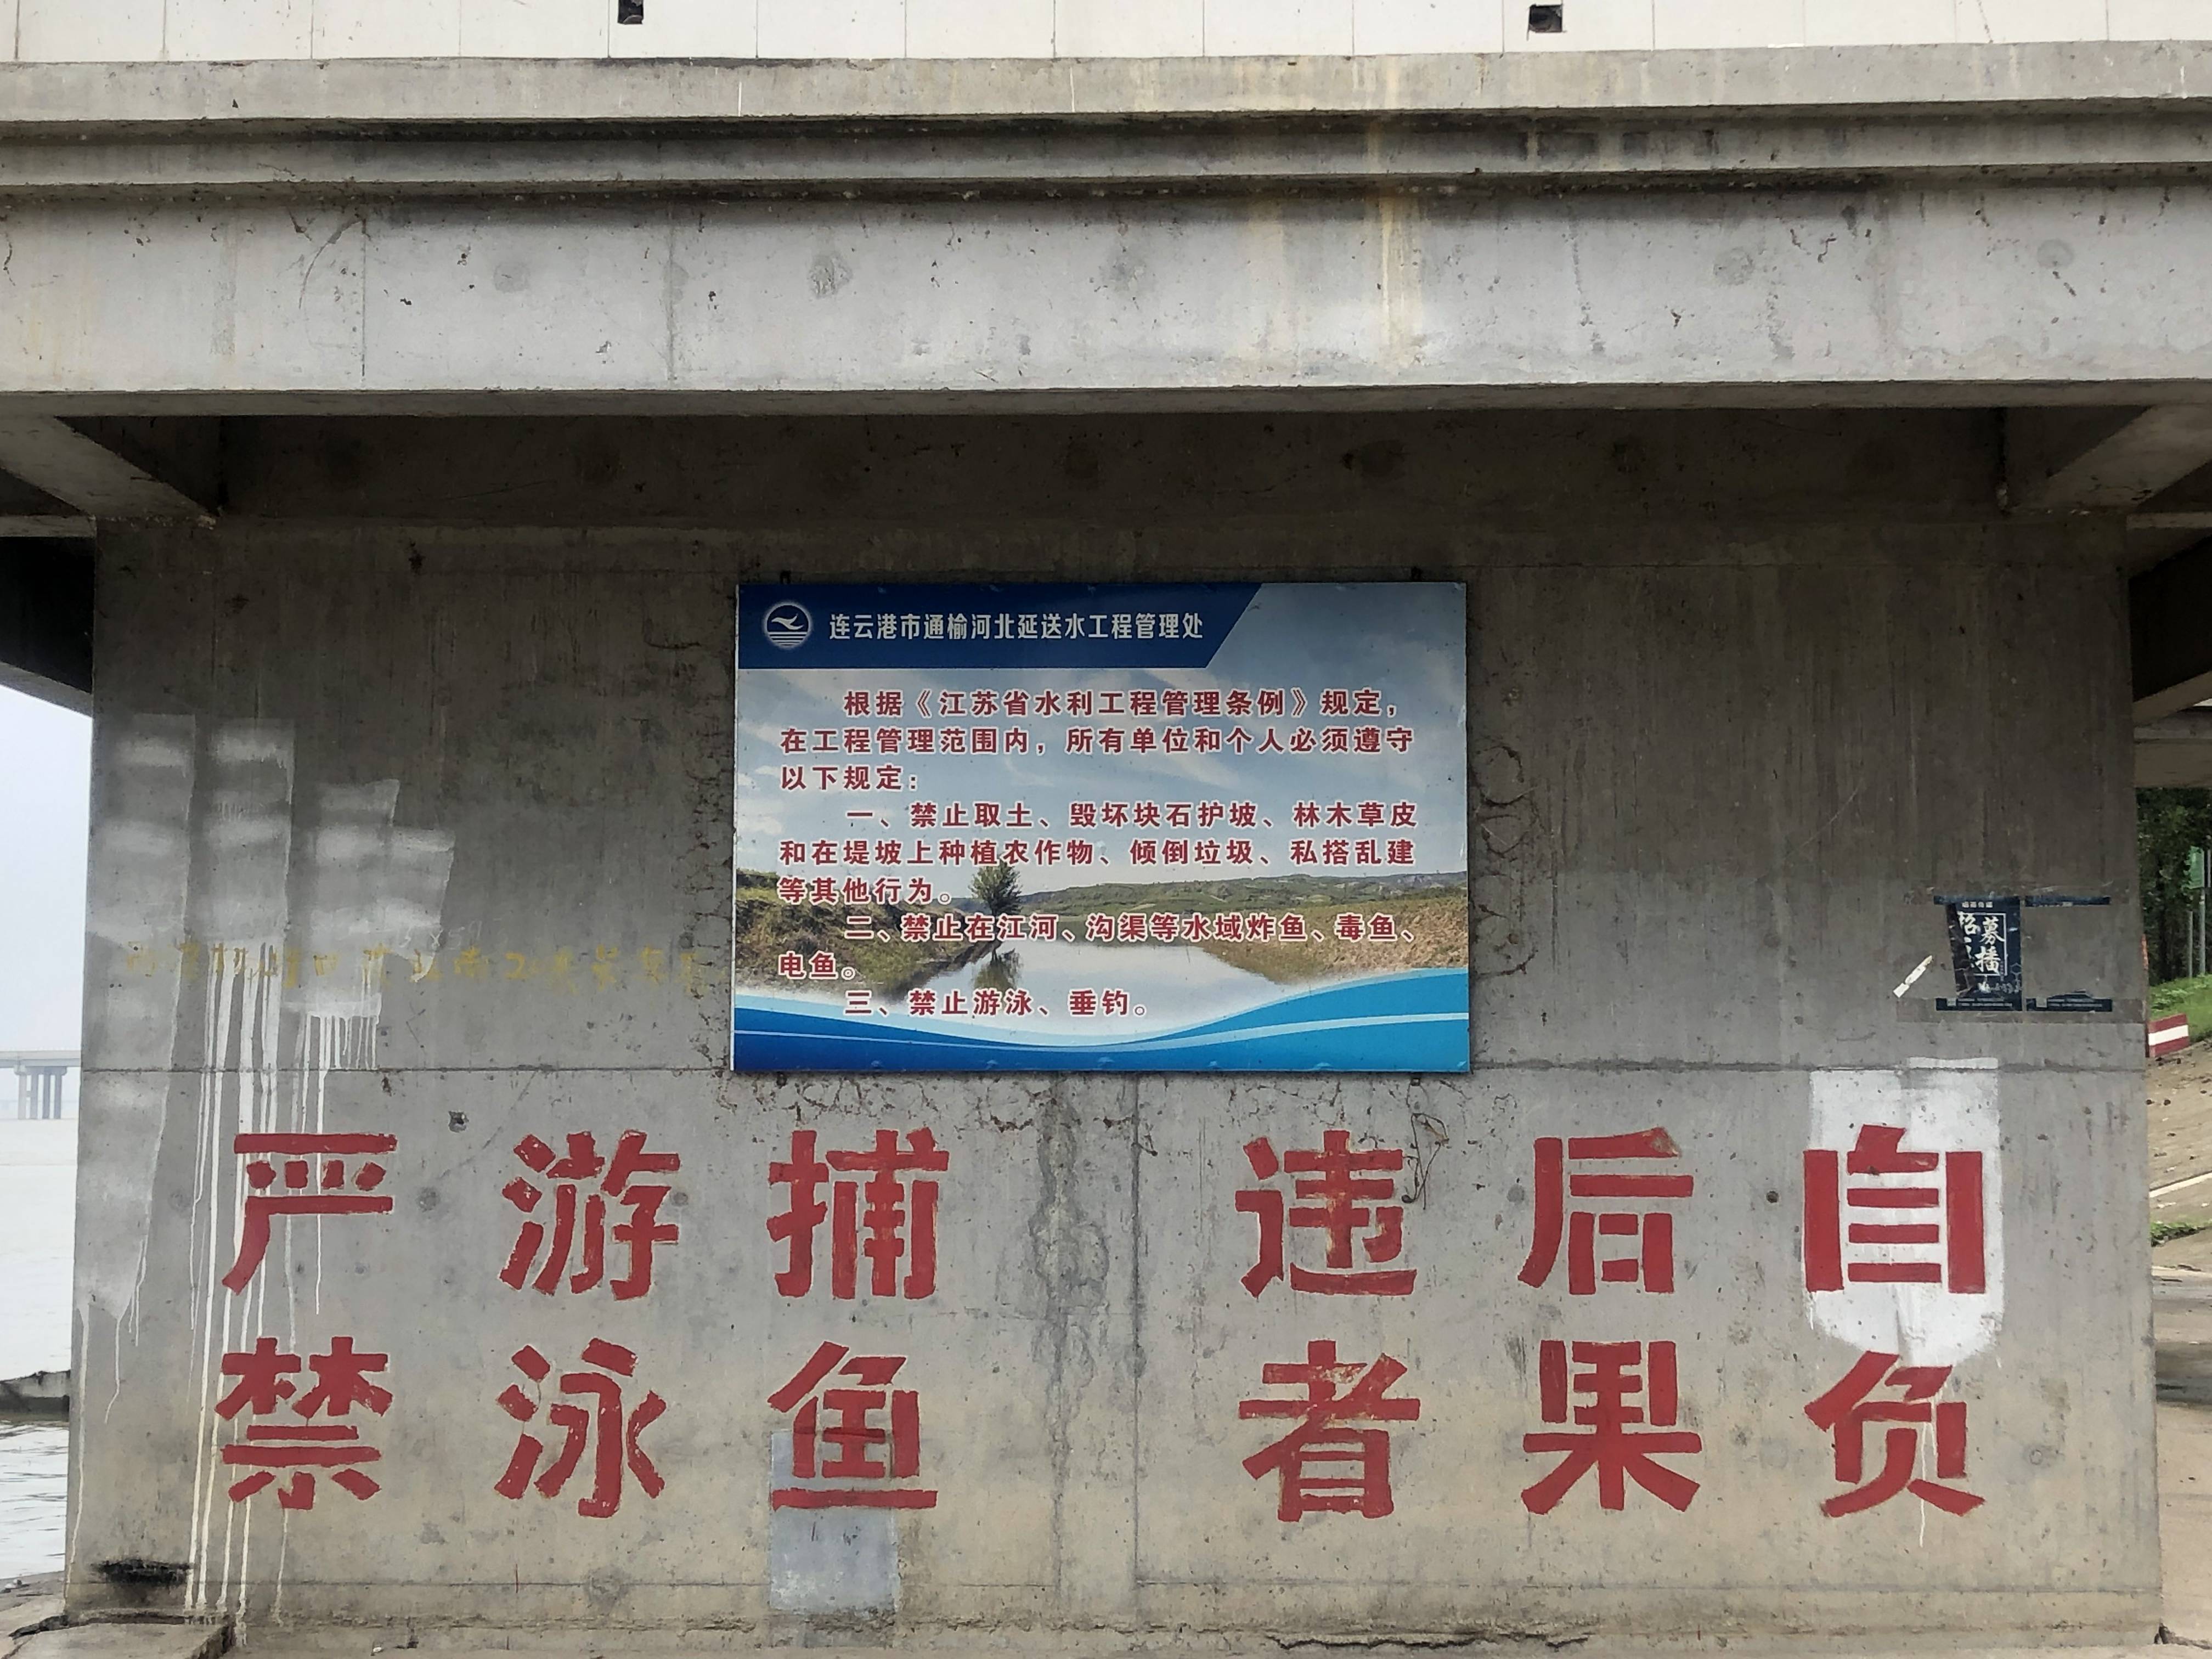 连云港市通榆河北延送水工程管理处
根据《江苏省水利工程管理条例》规定，
在工程管理范围内，所有单位和个人必须遵守
以下规定：
一、禁止取土、毁坏块石护坡、林木草皮
和在堤坡上种植农作物、倾倒垃圾、私搭乱建
等其他行为。
二、禁止在江河、沟渠等水域炸鱼、毒鱼、
电鱼。
三、禁止游泳、垂钓。
招募
播
严禁
游泳
捕鱼
违者
后果
自负